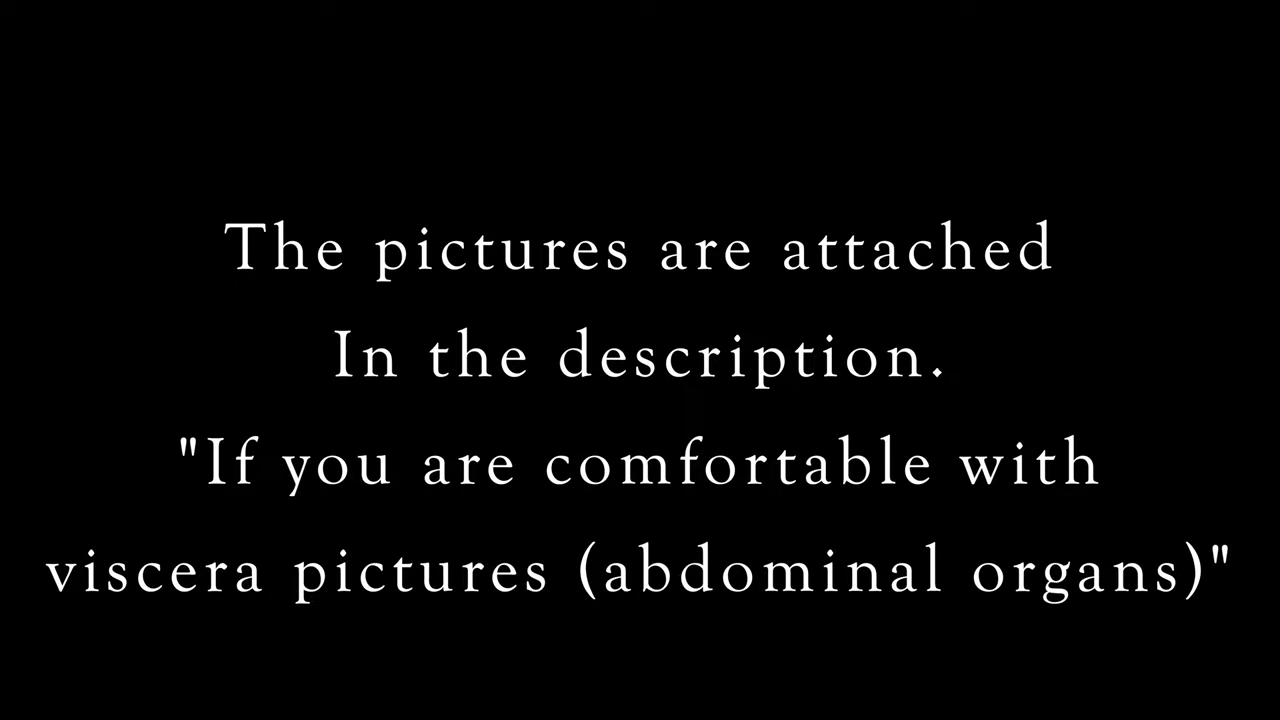 The pictures are attached
In the description.
"If you are comfortable with
viscera pictures (abdominal organs)"